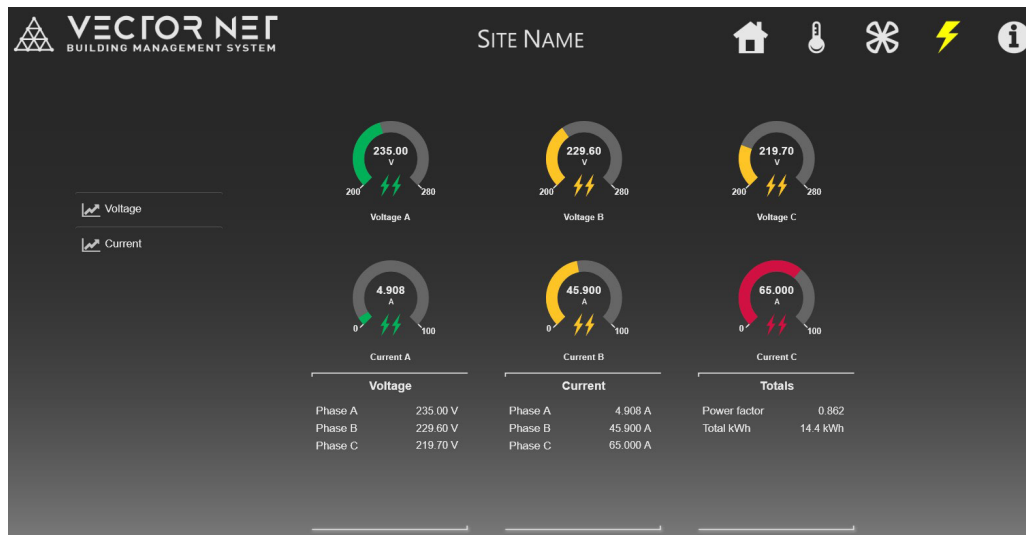 VECTOR NET
BUILDING MANAGEMENT SYSTEM
SITE NAME
235.00
V
200
280
Voltage A
229.60
V
200
280
Voltage B
219.70
V
200
280
Voltage C
Voltage
Current
4.908
A
0
100
Current A
45.900
A
0
100
Current B
65.000
A
0
100
Current C
Voltage
Phase A 235.00 V
Phase B 229.60 V
Phase C 219.70 V
Current
Phase A 4.908 A
Phase B 45.900 A
Phase C 65.000 A
Totals
Power factor 0.862
Total kWh 14.4 kWh